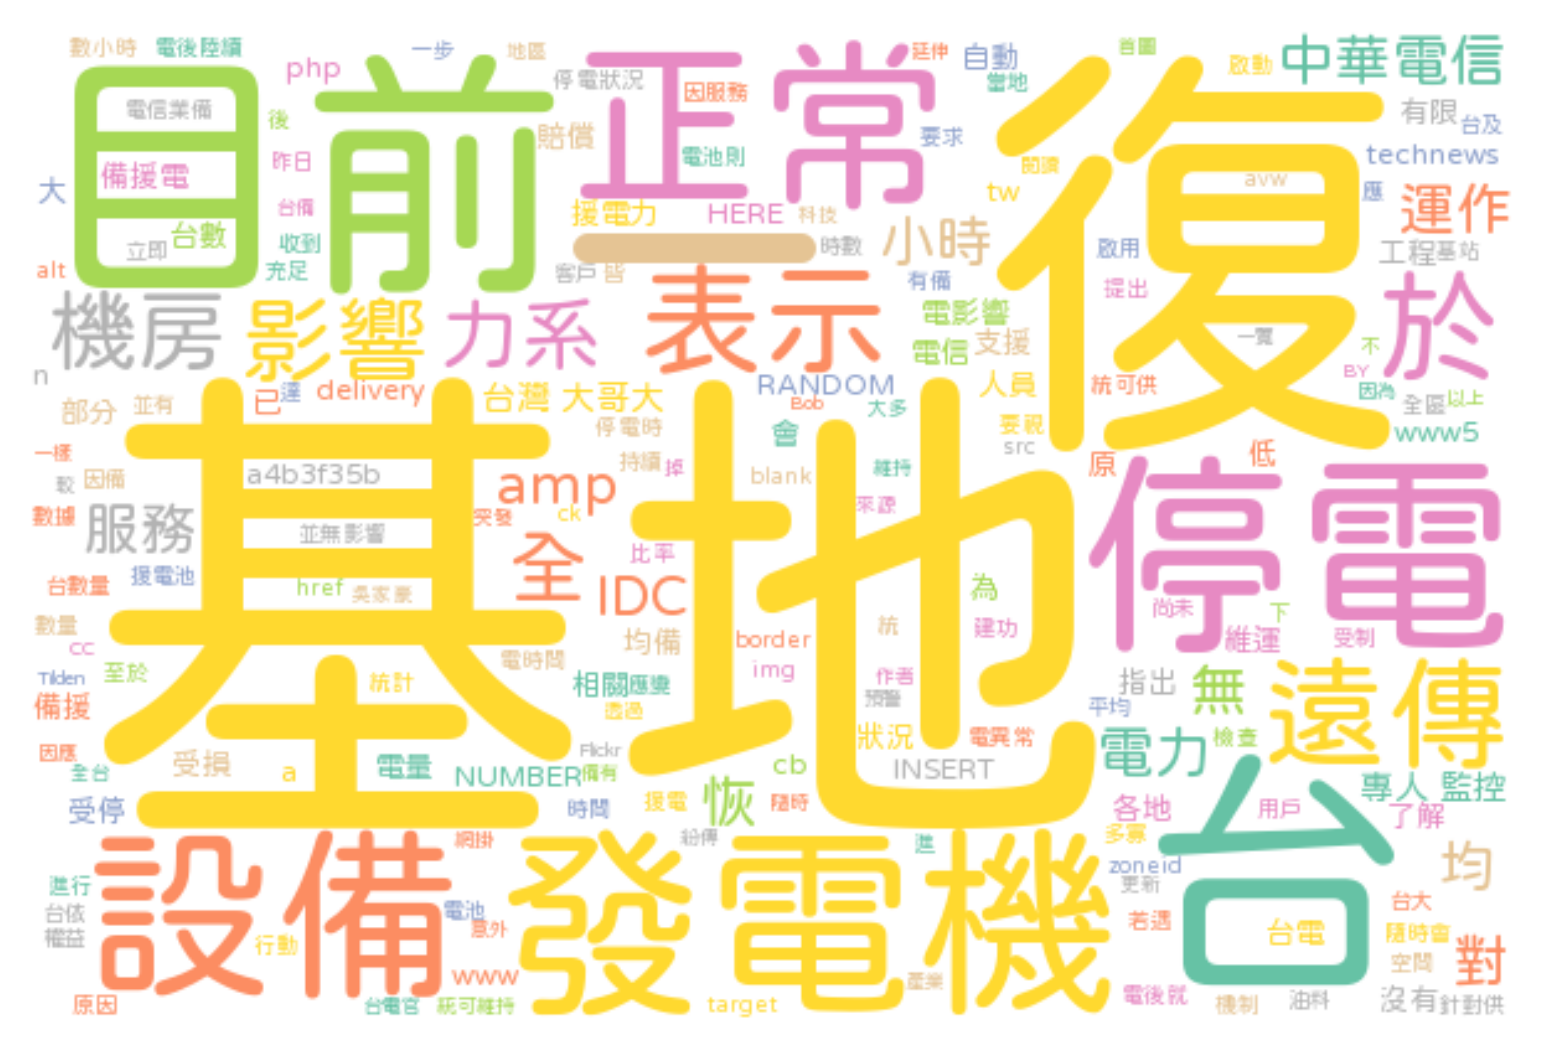 數小時 電後陸續 一步 地區 延伸 自動 首圖 啟動 中華電信
php 停電狀況 因服務 當地 有限 台及
目前 正常 復
電信業備 後 賠償 電池則 要求 閱讀 technews
大 備援電 昨日 tw avw 應 運作
台備 援電力 HERE 科技 小時
立即 台數 收到 一 時數 啟用 工程 基站
alt 充足 客戶 皆 有備 提出
機房 影響 力系 表示 電影響 於
電信 支援 一覽 不
n 已 達 delivery 台灣 大哥大 RANDOM 人員 統可供 BY 因為
部分 並有 Bob 大多 全區 以上
停電時 會 要視 www5
一樣 持續 掉 維持 src 原 低
較 因備 a4b3f35b amp blank 停電
數據 服務 突發 ck 來源
並無影響 全 比率
台數量 援電池 href 吳家豪 IDC 為
基地
數量 均備 統 建功 尚未 下
cc border 維運 受制
電時間 img
Tilden 至於 統計 相關 應變 作者 指出 無 遠傳
備援 透過 預警 平均
因應 狀況 電異常 電力 檢查
全台 受損 a 電量 Flickr cb
NUMBER 備有 INSERT 專人 監控
受停 時間 援電 恢 隨時 各地 用戶 了解
設備 網掛 發電機 紛傳 進 多寡 台
zoneid 均
進行 更新
台依 電池 台大
權益 行動 意外 若遇 台電 隨時會
www 空間 對
原因 台電官 統可維持 target 產業 電後就 機制 油料 沒有 針對供